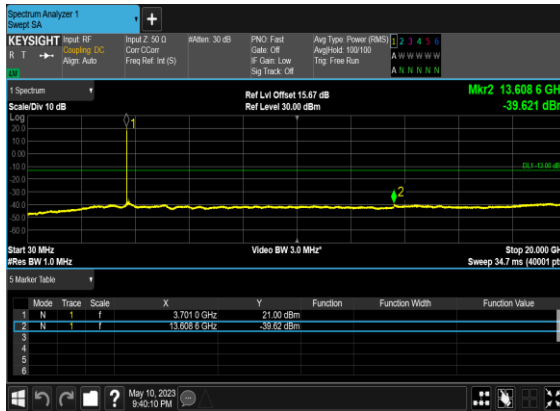 Spectrum Analyzer 1
Swept SA
KEYSIGHT Input: RF Input Z: 50 Ω #Atten: 30 dB PNO: Fast Avg Type: Power (RMS) 1 2 3 4 5 6
R T Coupling: DC Corr CCorr Gate: Off Avg|Hold: 100/100 A W W W W W
Align: Auto Freq Ref: Int (S) IF Gain: Low Trig: Free Run
LXI Sig Track: Off A N N N N N
1 Spectrum
Scale/Div 10 dB
Ref Lvl Offset 15.67 dB
Ref Level 30.00 dBm
Mkr2 13.608 6 GH
-39.621 dBr
Log
20.0
10.0
0.00
-10.0
-20.0
-30.0
-40.0
-50.0
-60.0
1
DL1 -13.00 dB
2
Start 30 MHz Video BW 3.0 MHz* Stop 20.000 GH
#Res BW 1.0 MHz Sweep 34.7 ms (40001 pt
5 Marker Table
Mode Trace Scale X Y Function Function Width Function Value
1 N 1 f 3.701 0 GHz 21.00 dBm
2 N 1 f 13.608 6 GHz -39.62 dBm
3
4
5
6
? May 10, 2023
9:40:10 PM